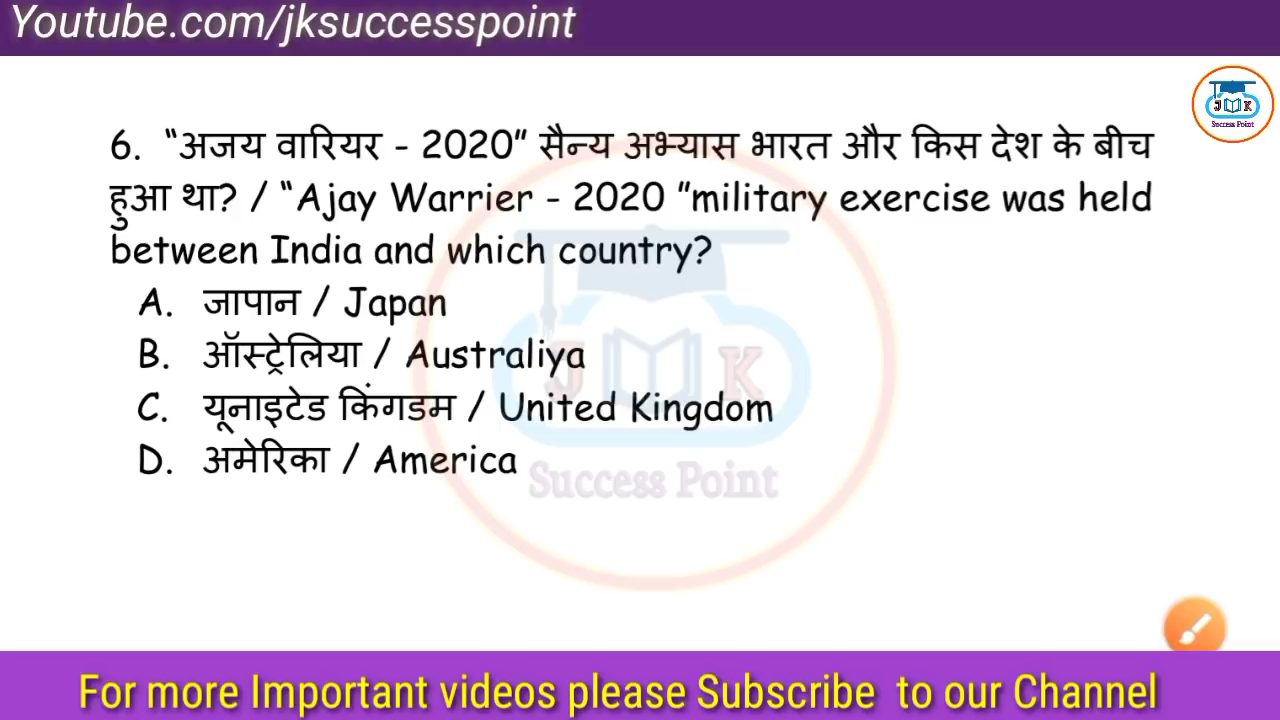 Youtube.com/jksuccesspoint
J K
Success Point
6. “अजय वारियर - 2020” सैन्य अभ्यास भारत और किस देश के बीच
हुआ था? / “Ajay Warrier - 2020 ”military exercise was held
between India and which country?
A. जापान / Japan
B. ऑस्ट्रेलिया / Australiya
C. यूनाइटेड किंगडम / United Kingdom
D. अमेरिका / America
J K
Success Point
For more Important videos please Subscribe to our Channel